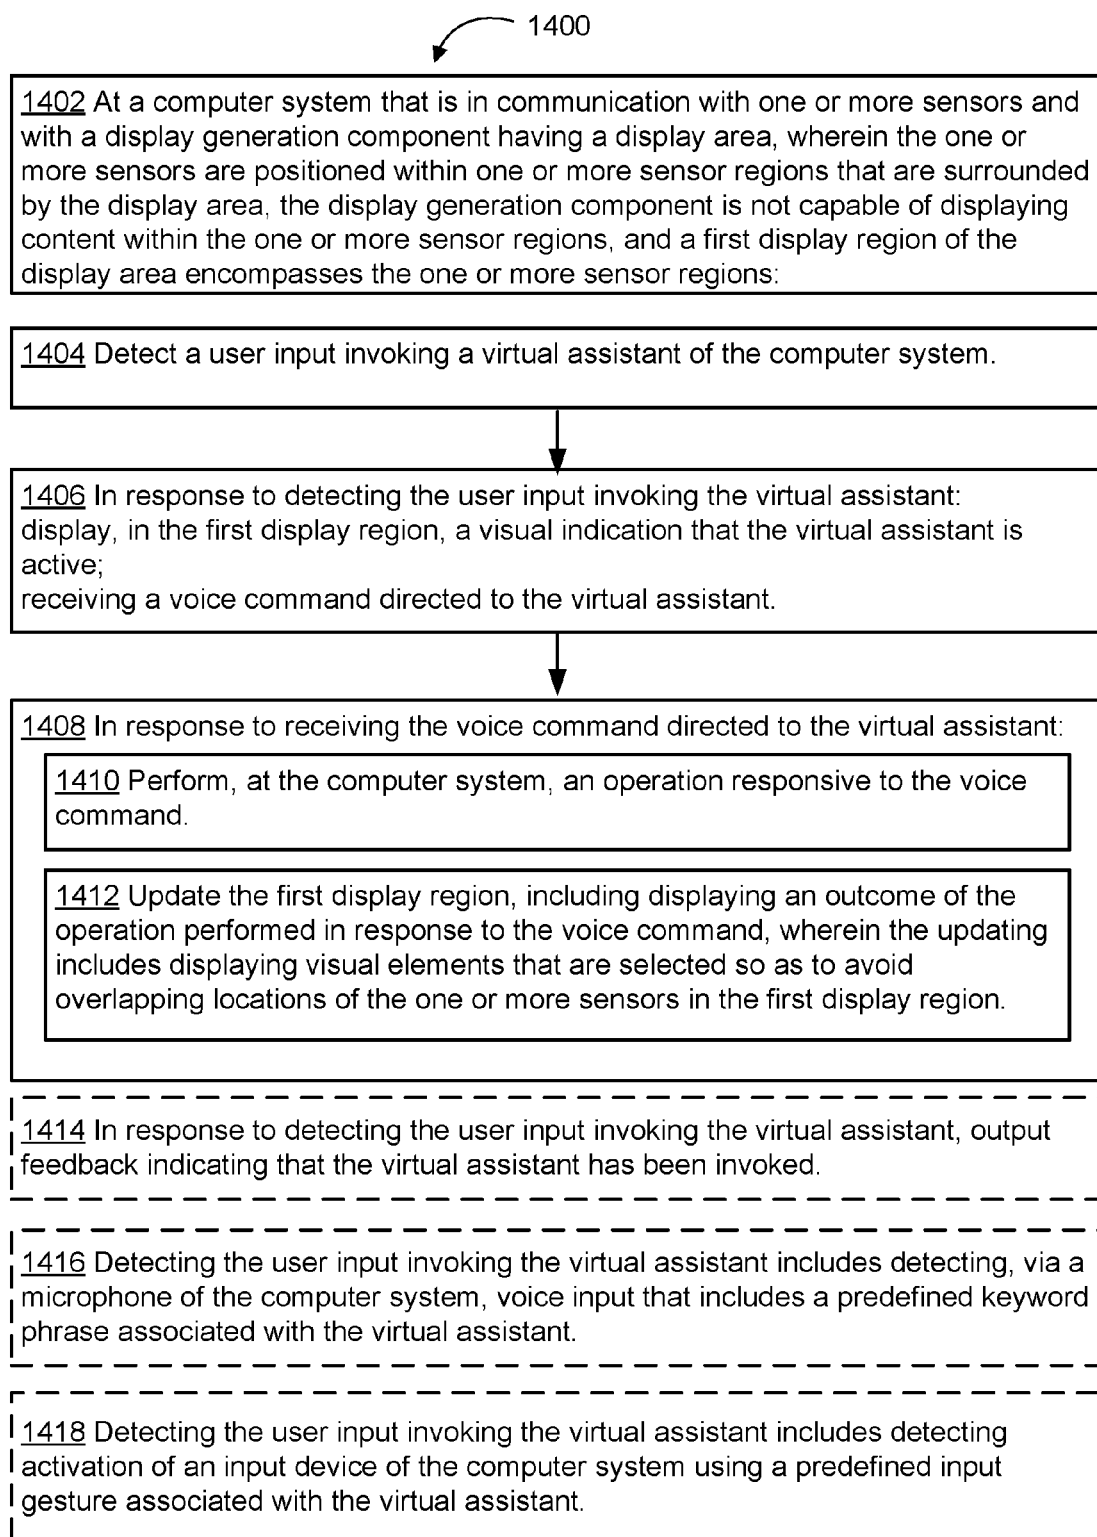 1400
1402 At a computer system that is in communication with one or more sensors and
with a display generation component having a display area, wherein the one or
more sensors are positioned within one or more sensor regions that are surrounded
by the display area, the display generation component is not capable of displaying
content within the one or more sensor regions, and a first display region of the
display area encompasses the one or more sensor regions:
1404 Detect a user input invoking a virtual assistant of the computer system.
1406 In response to detecting the user input invoking the virtual assistant:
display, in the first display region, a visual indication that the virtual assistant is
active;
receiving a voice command directed to the virtual assistant.
1408 In response to receiving the voice command directed to the virtual assistant:
1410 Perform, at the computer system, an operation responsive to the voice
command.
1412 Update the first display region, including displaying an outcome of the
operation performed in response to the voice command, wherein the updating
includes displaying visual elements that are selected so as to avoid
overlapping locations of the one or more sensors in the first display region.
1414 In response to detecting the user input invoking the virtual assistant, output
feedback indicating that the virtual assistant has been invoked.
1416 Detecting the user input invoking the virtual assistant includes detecting, via a
microphone of the computer system, voice input that includes a predefined keyword
phrase associated with the virtual assistant.
1418 Detecting the user input invoking the virtual assistant includes detecting
activation of an input device of the computer system using a predefined input
gesture associated with the virtual assistant.